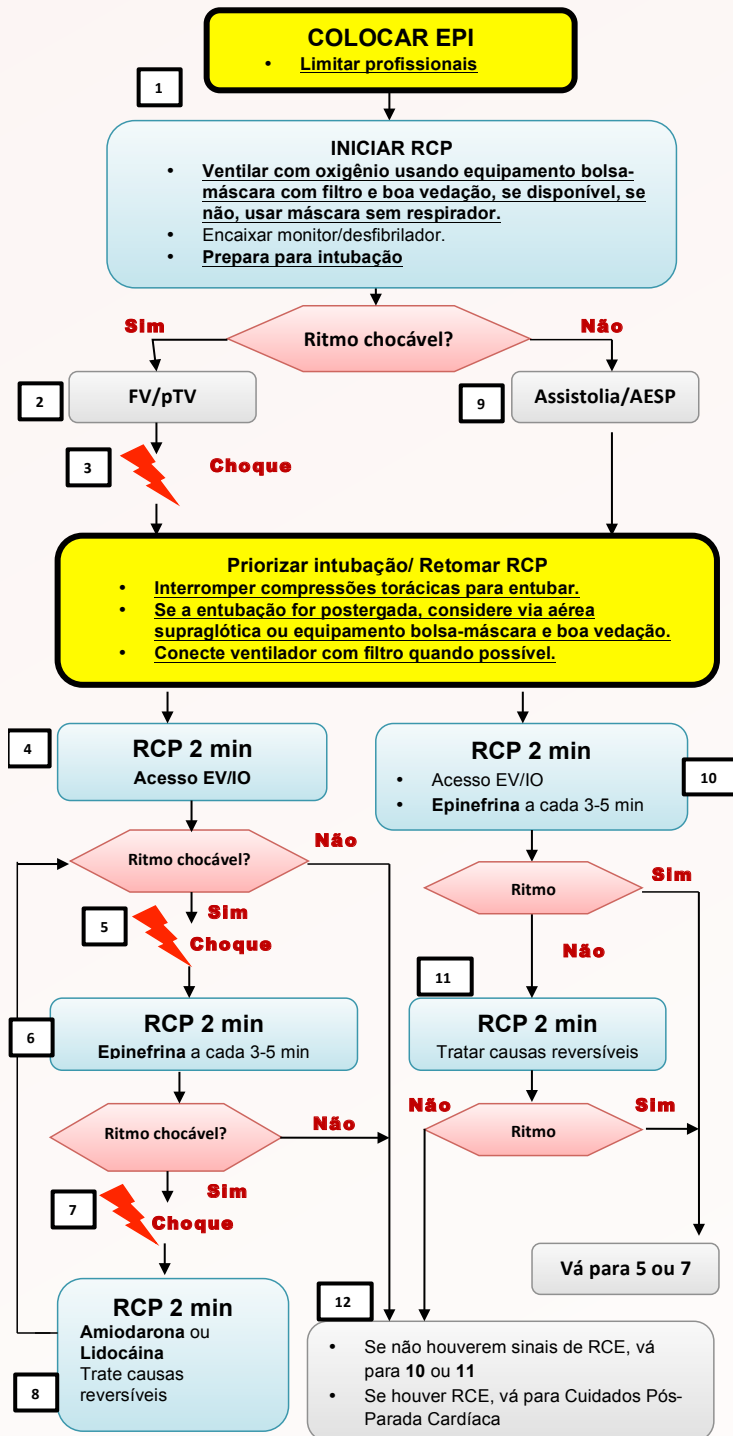 COLOCAR EPI
• Limitar profissionais
1
INICIAR RCP
• Ventilar com oxigênio usando equipamento bolsa-
máscara com filtro e boa vedação, se disponível, se
não, usar máscara sem respirador.
• Encaixar monitor/desfibrilador.
• Prepara para intubação
Sim
Ritmo chocável?
Não
2
FV/pTV
9
Assistolia/AESP
3
Choque
Priorizar intubação/ Retomar RCP
• Interromper compressões torácicas para entubar.
• Se a entubação for postergada, considere via aérea
supraglótica ou equipamento bolsa-máscara e boa vedação.
• Conecte ventilador com filtro quando possível.
4
RCP 2 min
Acesso EV/IO
RCP 2 min
• Acesso EV/IO
• Epinefrina a cada 3-5 min
10
Ritmo chocável?
Não
Ritmo
Sim
5
Sim
Choque
Não
11
6
RCP 2 min
Epinefrina a cada 3-5 min
RCP 2 min
Tratar causas reversíveis
Ritmo chocável?
Não
Não
Ritmo
Sim
7
Sim
Choque
Vá para 5 ou 7
8
RCP 2 min
Amiodarona ou
Lidocáina
Trate causas
reversíveis
12
• Se não houverem sinais de RCE, vá
para 10 ou 11
• Se houver RCE, vá para Cuidados Pós-
Parada Cardíaca